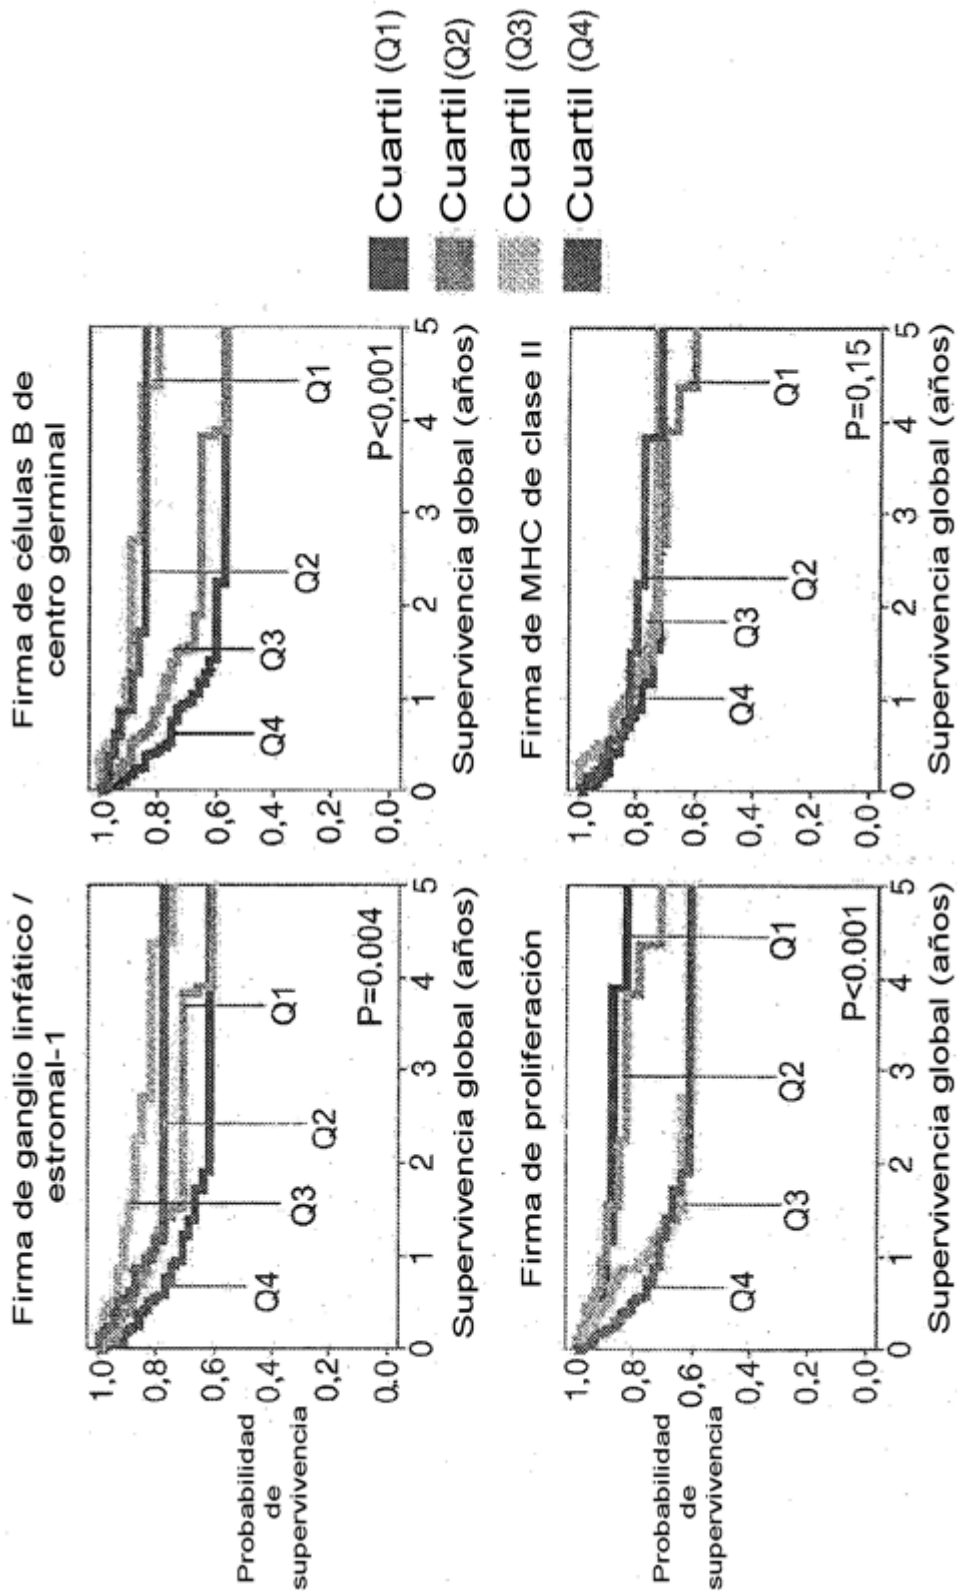 Firma de ganglio linfático /
estromal-1
Probabilidad
de
supervivencia
1,0
0,8
0,6
0,4
0,2
0.0
Q4
Q3
Q2
Q1
P=0.004
0 1 2 3 4 5
Supervivencia global (años)
Firma de células B de
centro germinal
1,0
0,8
0,6
0,4
0,2
0,0
Q4
Q3
Q2
Q1
P<0,001
0 1 2 3 4 5
Supervivencia global (años)
Firma de proliferación
Probabilidad
de
supervivencia
1,0
0,8
0,6
0,4
0,2
0,0
Q4
Q3
Q2
Q1
P<0.001
0 1 2 3 4 5
Supervivencia global (años)
Firma de MHC de clase II
1,0
0,8
0,6
0,4
0,2
0,0
Q4
Q3
Q2
Q1
P=0,15
0 1 2 3 4 5
Supervivencia global (años)
Cuartil (Q1)
Cuartil (Q2)
Cuartil (Q3)
Cuartil (Q4)